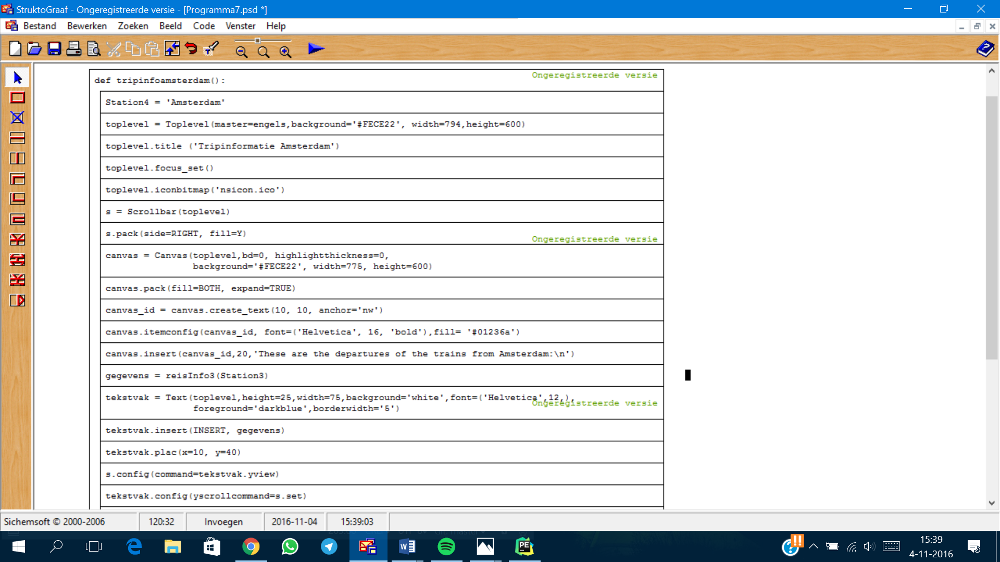 StruktoGraaf - Ongeregistreerde versie - [Programma7.psd *]
Bestand Bewerken Zoeken Beeld Code Venster Help
Ongeregistreerde versie
def tripinfoamsterdam():
Station4 = 'Amsterdam'
toplevel = Toplevel(master=engels,background='#FECE22', width=794,height=600)
toplevel.title ('Tripinformatie Amsterdam')
toplevel.focus_set()
toplevel.iconbitmap('nsicon.ico')
s = Scrollbar(toplevel)
s.pack(side=RIGHT, fill=Y)
Ongeregistreerde versie
canvas = Canvas(toplevel,bd=0, highlightthickness=0,
background='#FECE22', width=775, height=600)
canvas.pack(fill=BOTH, expand=TRUE)
canvas_id = canvas.create_text(10, 10, anchor='nw')
canvas.itemconfig(canvas_id, font=('Helvetica', 16, 'bold'),fill= '#01236a')
canvas.insert(canvas_id,20,'These are the departures of the trains from Amsterdam:\n')
gegevens = reisInfo3(Station3)
tekstvak = Text(toplevel,height=25,width=75,background='white',font=('Helvetica',12,),
Ongeregistreerde versie
foreground='darkblue',borderwidth='5')
tekstvak.insert(INSERT, gegevens)
tekstvak.plac(x=10, y=40)
s.config(command=tekstvak.yview)
tekstvak.config(yscrollcommand=s.set)
Sichemsoft © 2000-2006 120:32 Invoegen 2016-11-04 15:39:03
15:39
4-11-2016